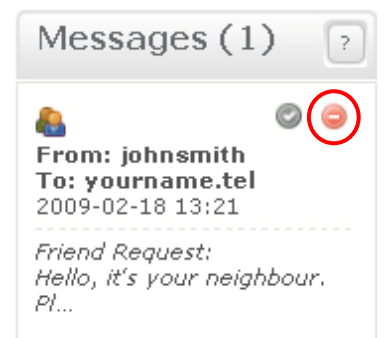 Messages (1) ?
From: johnsmith
To: yourname.tel
2009-02-18 13:21
Friend Request:
Hello, it's your neighbour.
Pl...